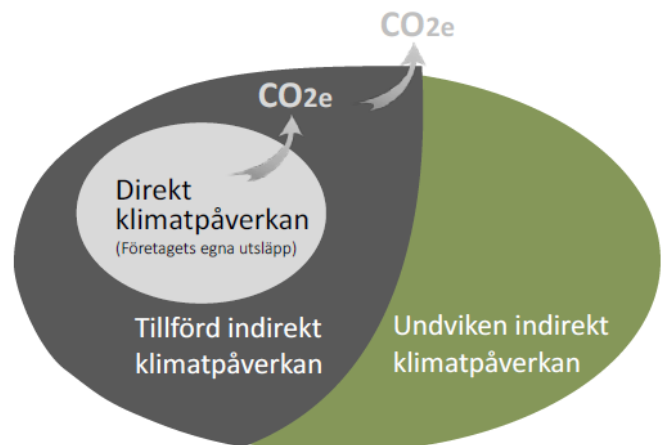 CO2e
CO2e
Direkt
klimatpåverkan
(Företagets egna utsläpp)
Tillförd indirekt
klimatpåverkan
Undviken indirekt
klimatpåverkan